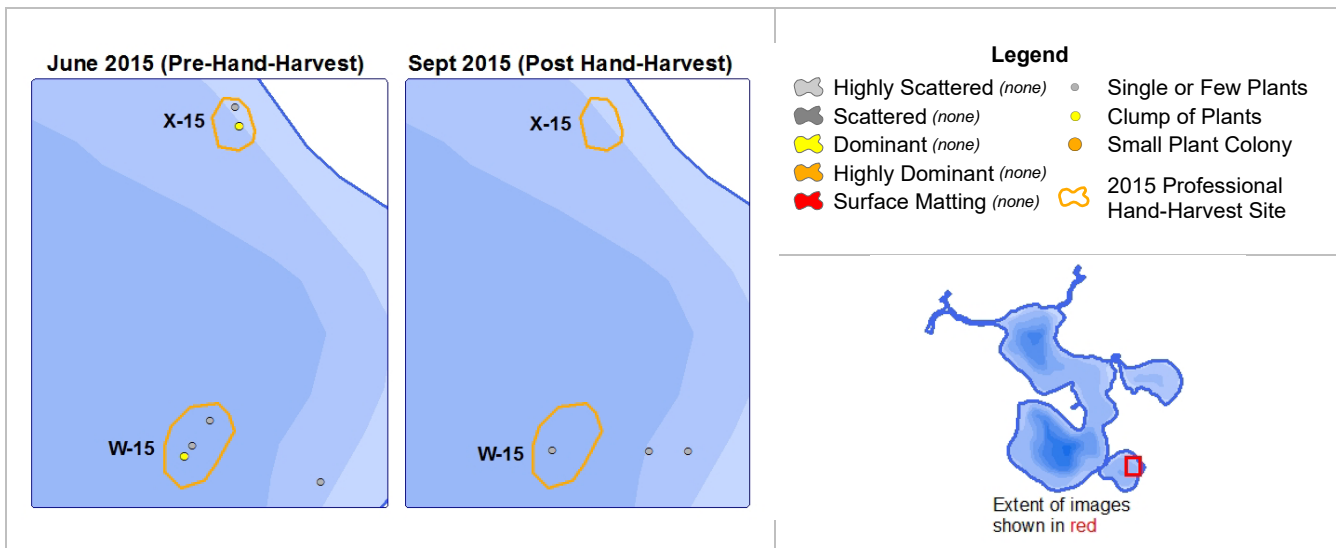 June 2015 (Pre-Hand-Harvest)
X-15
W-15
Sept 2015 (Post Hand-Harvest)
X-15
W-15
Legend
Highly Scattered (none)
Scattered (none)
Dominant (none)
Highly Dominant (none)
Surface Matting (none)
Single or Few Plants
Clump of Plants
Small Plant Colony
2015 Professional
Hand-Harvest Site
Extent of images
shown in red